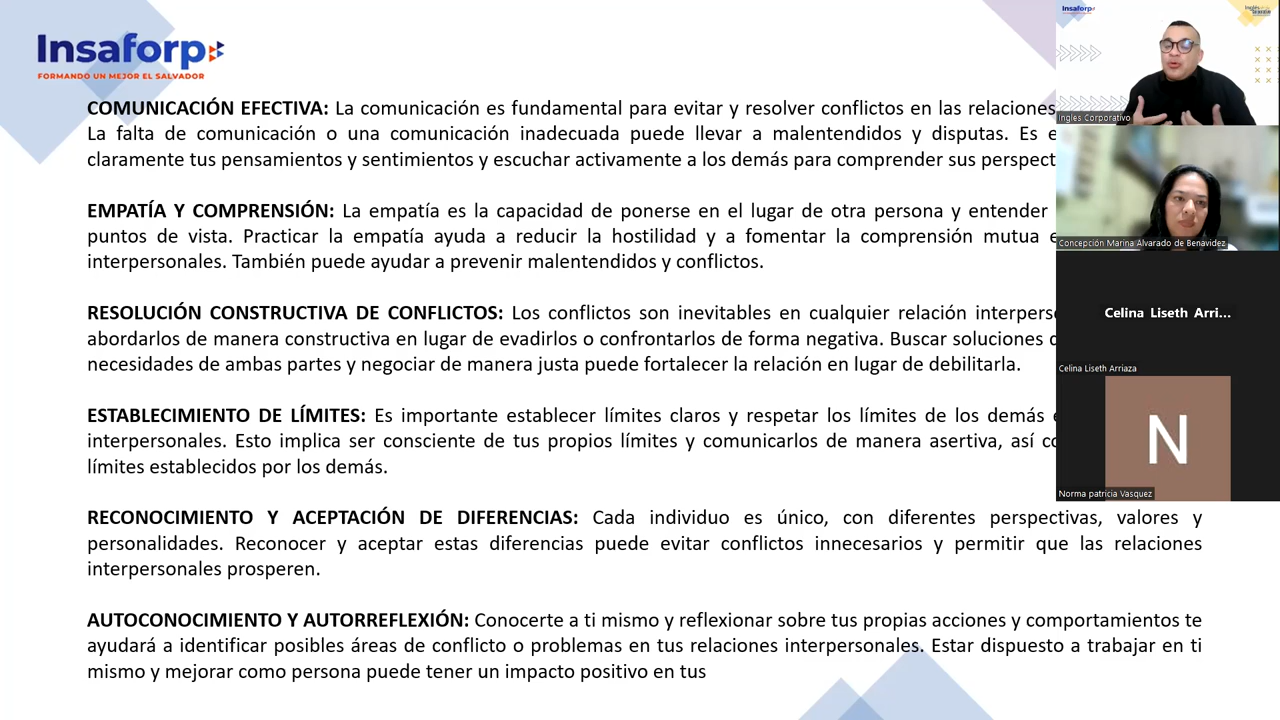 Insaforp
FORMANDO UN MEJOR EL SALVADOR
COMUNICACIÓN EFECTIVA: La comunicación es fundamental para evitar y resolver conflictos en las relaciones
La falta de comunicación o una comunicación inadecuada puede llevar a malentendidos y disputas. Es
claramente tus pensamientos y sentimientos y escuchar activamente a los demás para comprender sus
EMPATÍA Y COMPRENSIÓN: La empatía es la capacidad de ponerse en el lugar de otra persona y entender
puntos de vista. Practicar la empatía ayuda a reducir la hostilidad y a fomentar la comprensión mutua
interpersonales. También puede ayudar a prevenir malentendidos y conflictos.
RESOLUCIÓN CONSTRUCTIVA DE CONFLICTOS: Los conflictos son inevitables en cualquier relación
abordarlos de manera constructiva en lugar de evadirlos o confrontarlos de forma negativa. Buscar soluciones
necesidades de ambas partes y negociar de manera justa puede fortalecer la relación en lugar de debilitarla.
ESTABLECIMIENTO DE LÍMITES: Es importante establecer límites claros y respetar los límites de los demás
interpersonales. Esto implica ser consciente de tus propios límites y comunicarlos de manera asertiva, así
límites establecidos por los demás.
RECONOCIMIENTO Y ACEPTACIÓN DE DIFERENCIAS: Cada individuo es único, con diferentes perspectivas, valores y
personalidades. Reconocer y aceptar estas diferencias puede evitar conflictos innecesarios y permitir que las relaciones
interpersonales prosperen.
AUTOCONOCIMIENTO Y AUTORREFLEXIÓN: Conocerte a ti mismo y reflexionar sobre tus propias acciones y comportamientos te
ayudará a identificar posibles áreas de conflicto o problemas en tus relaciones interpersonales. Estar dispuesto a trabajar en ti
mismo y mejorar como persona puede tener un impacto positivo en tus
Insaforp
Ingles Corporativo
Concepción Marina Alvarado de Benavidez
Celina Liseth Arri...
Celina Liseth Arriaza
N
Norma patricia Vasquez